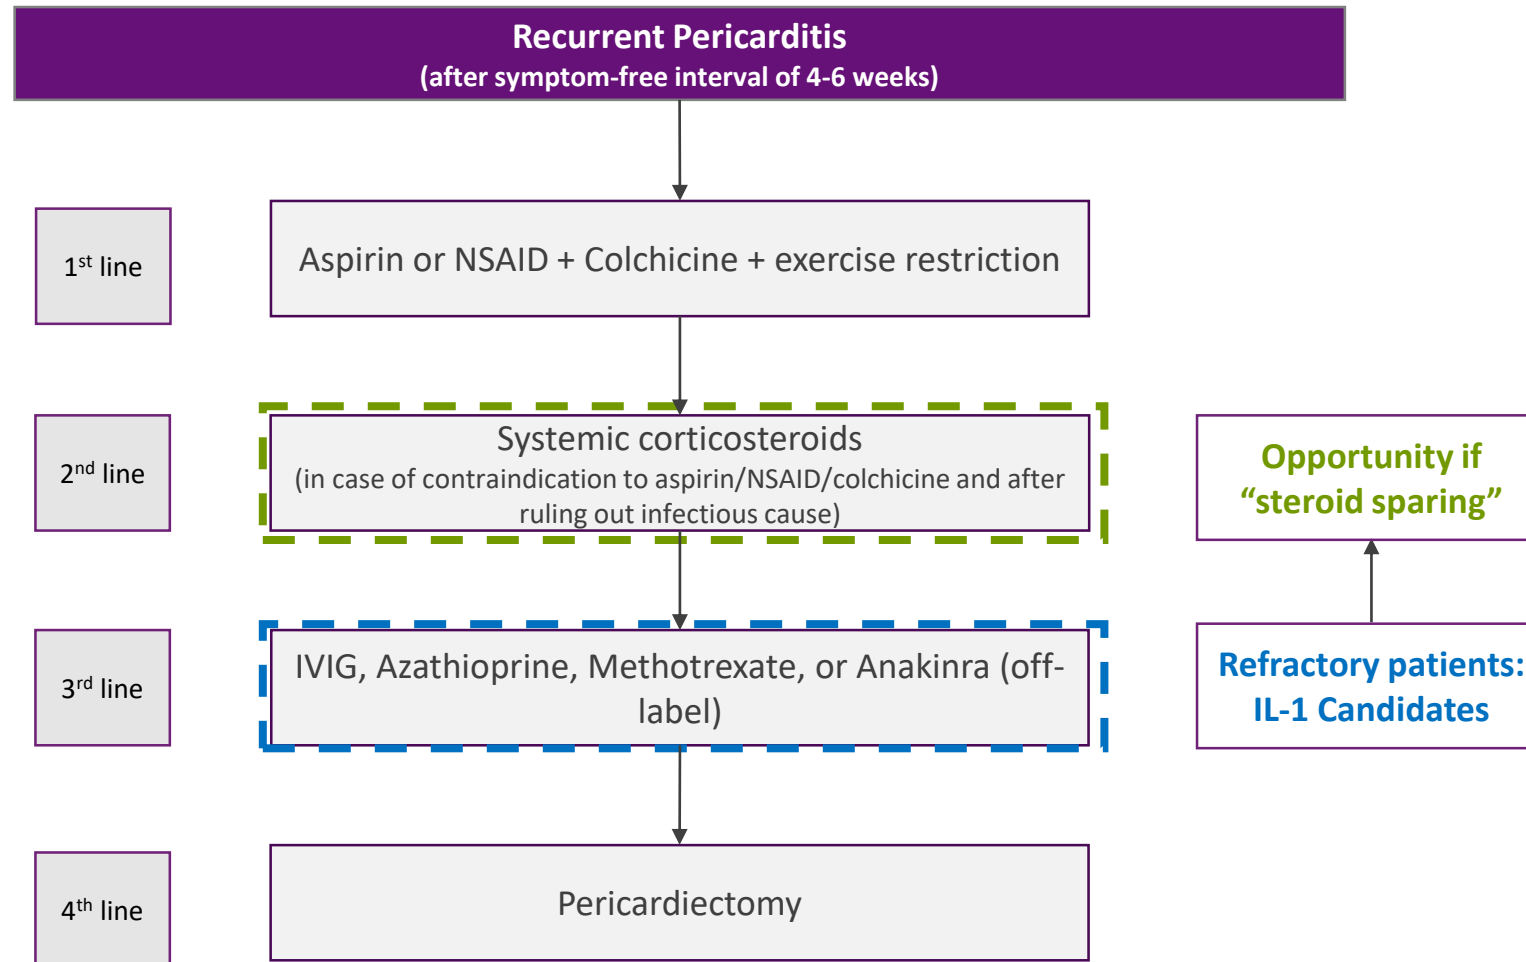 Recurrent Pericarditis
(after symptom-free interval of 4-6 weeks)
1st line
Aspirin or NSAID + Colchicine + exercise restriction
2nd line
Systemic corticosteroids
(in case of contraindication to aspirin/NSAID/colchicine and after
ruling out infectious cause)
Opportunity if
“steroid sparing”
3rd line
IVIG, Azathioprine, Methotrexate, or Anakinra (off-
label)
Refractory patients:
IL-1 Candidates
4th line
Pericardiectomy